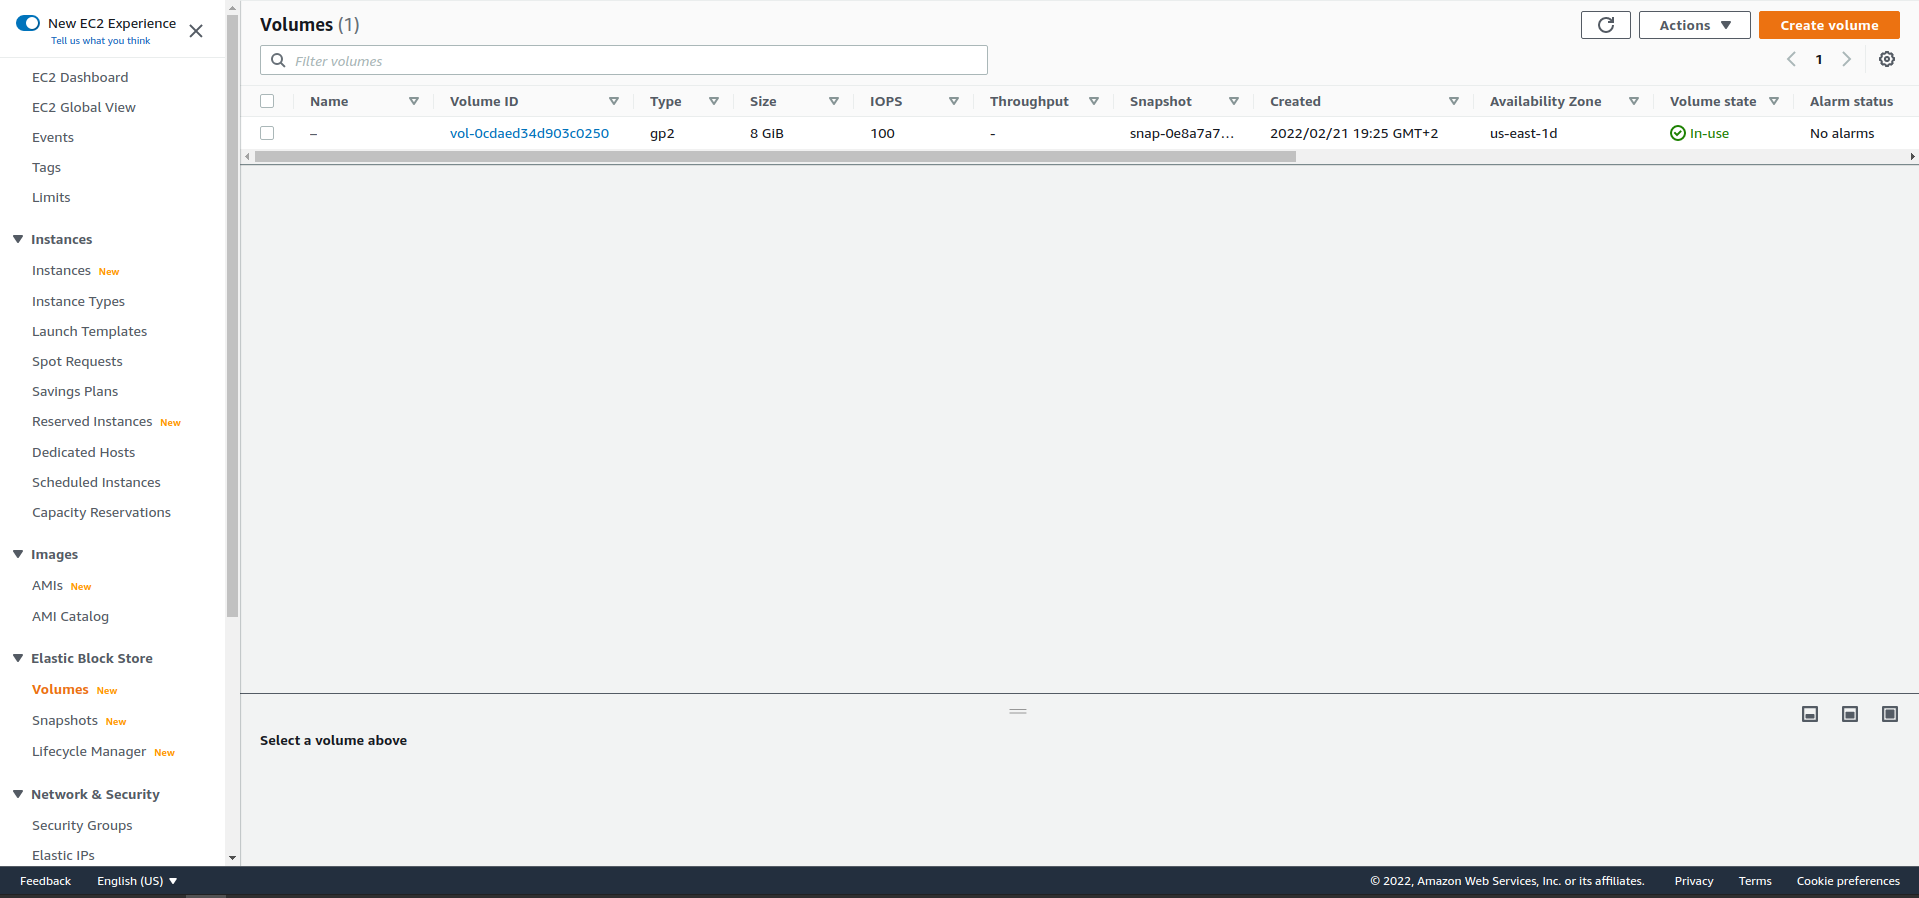 New EC2 Experience
Tell us what you think
EC2 Dashboard
EC2 Global View
Events
Tags
Limits
Instances
Instances New
Instance Types
Launch Templates
Spot Requests
Savings Plans
Reserved Instances New
Dedicated Hosts
Scheduled Instances
Capacity Reservations
Images
AMIs New
AMI Catalog
Elastic Block Store
Volumes New
Snapshots New
Lifecycle Manager New
Network & Security
Security Groups
Elastic IPs
Volumes (1)
Actions
Create volume
Filter volumes
1
Name Volume ID Type Size IOPS Throughput Snapshot Created Availability Zone Volume state Alarm status
– vol-0cdaed34d903c0250 gp2 8 GiB 100 - snap-0e8a7a7... 2022/02/21 19:25 GMT+2 us-east-1d In-use No alarms
Select a volume above
Feedback English (US) © 2022, Amazon Web Services, Inc. or its affiliates. Privacy Terms Cookie preferences